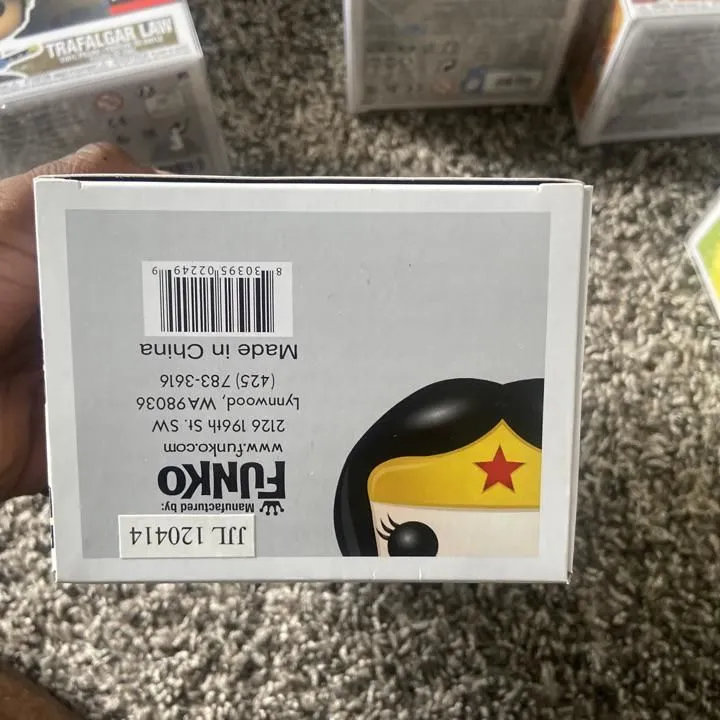 TRAFALGAR LAW
JJL 120414
Manufactured by:
FUNKO
www.funko.com
2126 196th St. SW
Lynnwood, WA 98036
(425) 783-3616
Made in China
8 30395 02249 9